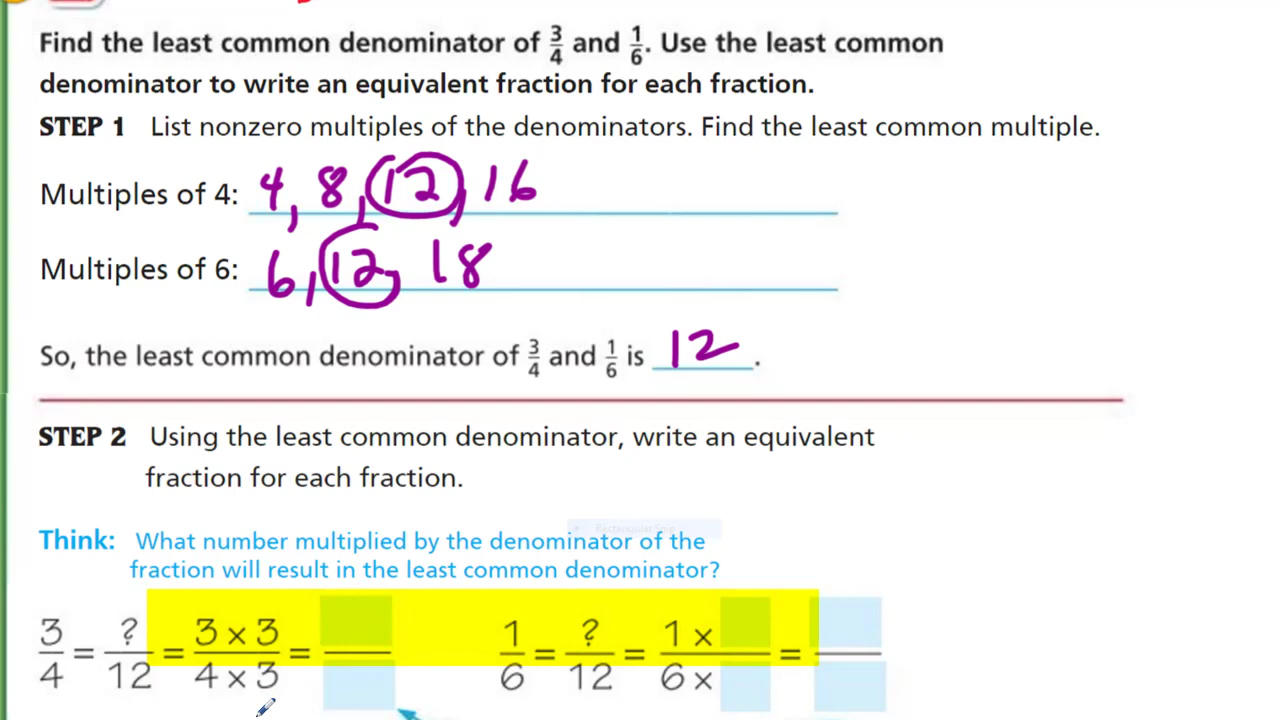 Find the least common denominator of 3/4 and 1/6. Use the least common
denominator to write an equivalent fraction for each fraction.
STEP 1 List nonzero multiples of the denominators. Find the least common multiple.
Multiples of 4: 4, 8, 12, 16
Multiples of 6: 6, 12, 18
So, the least common denominator of 3/4 and 1/6 is 12.
STEP 2 Using the least common denominator, write an equivalent
fraction for each fraction.
Rectangular Snip
Think: What number multiplied by the denominator of the
fraction will result in the least common denominator?
3/4 = ?/12 = 3 x 3/4 x 3 = 1/6 = ?/12 = 1 x/6 x =